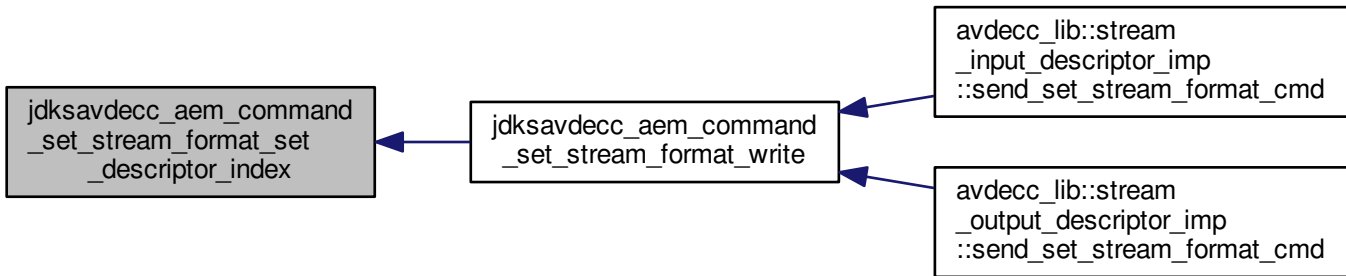 jdksavdecc_aem_command
_set_stream_format_set
_descriptor_index
jdksavdecc_aem_command
_set_stream_format_write
avdecc_lib::stream
_input_descriptor_imp
::send_set_stream_format_cmd
avdecc_lib::stream
_output_descriptor_imp
::send_set_stream_format_cmd